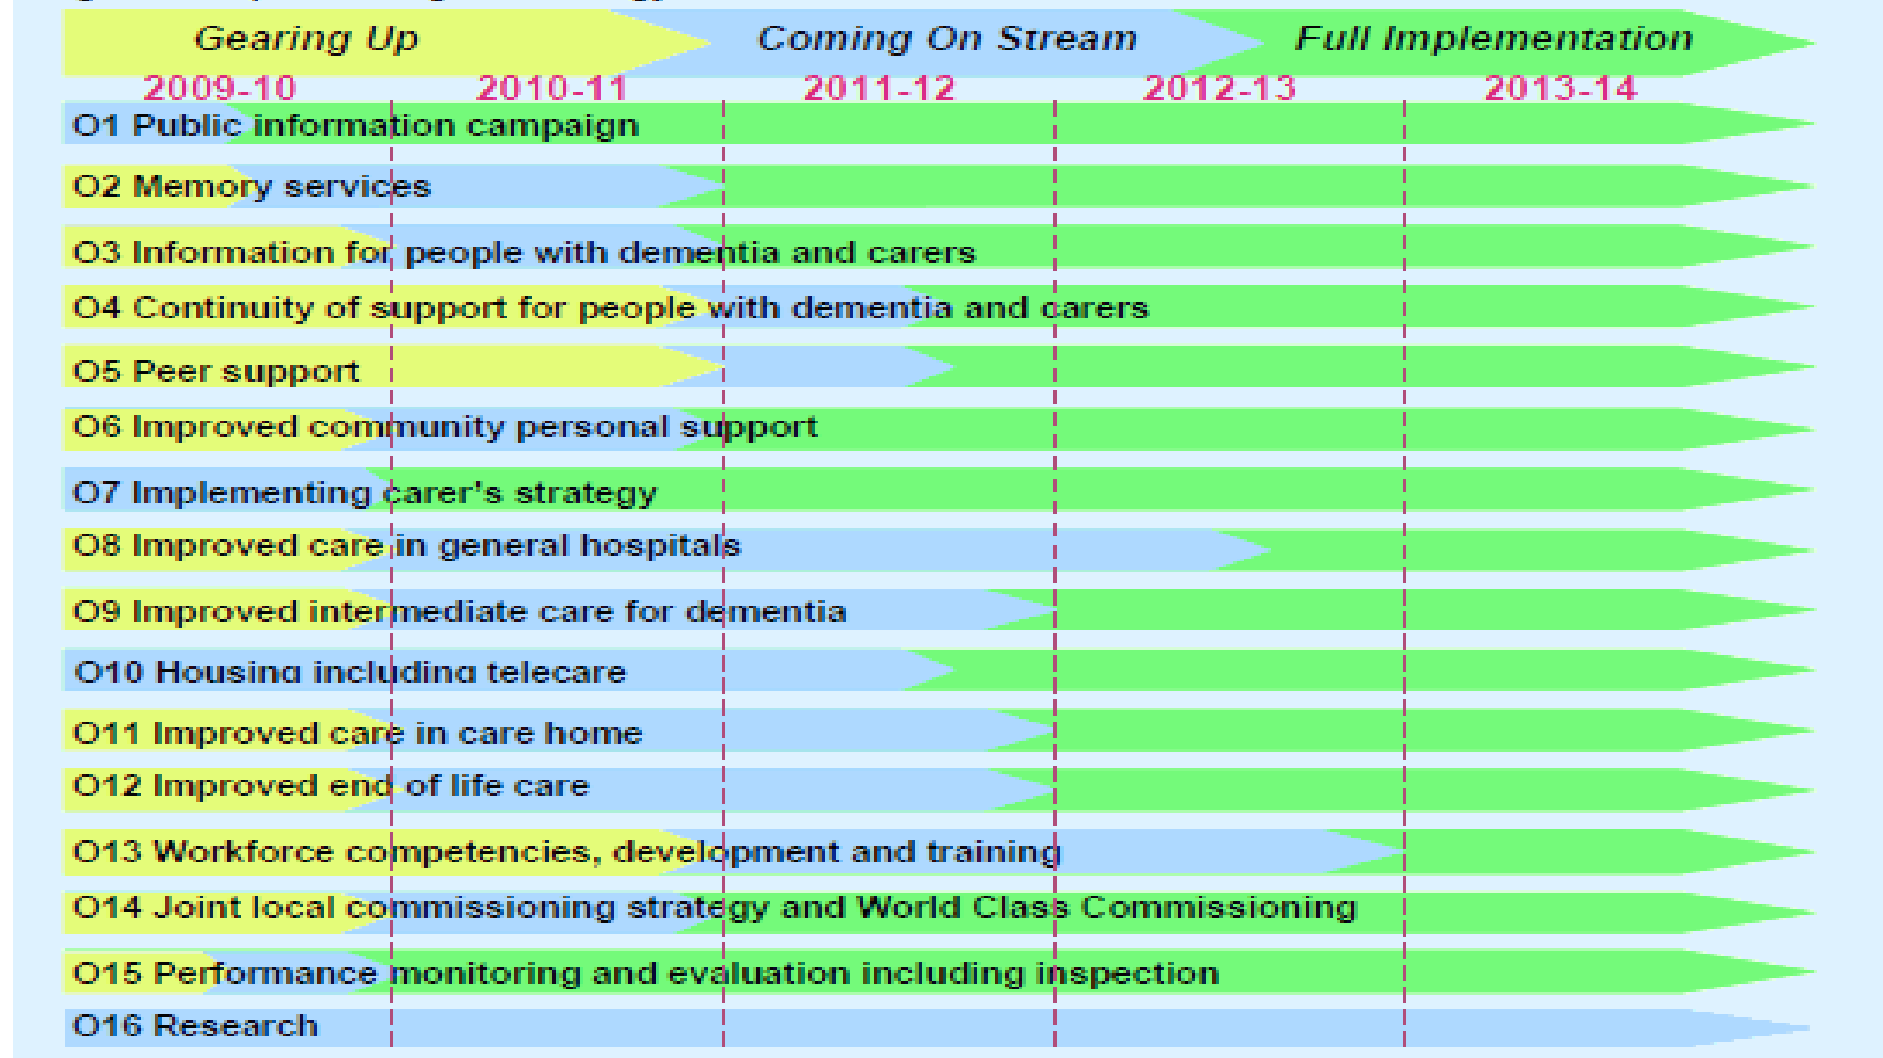 Gearing Up Coming On Stream Full Implementation
2009-10 2010-11 2011-12 2012-13 2013-14
O1 Public information campaign
O2 Memory services
O3 Information for people with dementia and carers
O4 Continuity of support for people with dementia and carers
O5 Peer support
O6 Improved community personal support
O7 Implementing carer's strategy
O8 Improved care in general hospitals
O9 Improved intermediate care for dementia
O10 Housing including telecare
O11 Improved care in care home
O12 Improved end of life care
O13 Workforce competencies, development and training
O14 Joint local commissioning strategy and World Class Commissioning
O15 Performance monitoring and evaluation including inspection
O16 Research